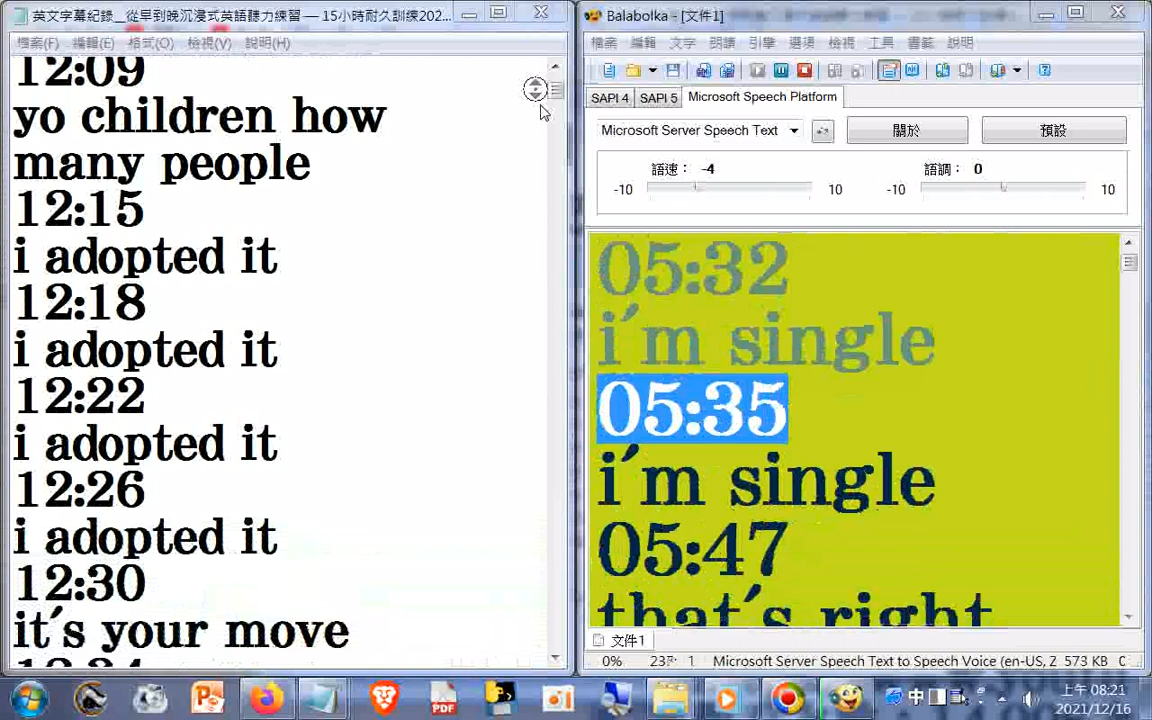 英文字幕紀錄__從早到晚沉浸式英語聽力練習 — 15小時耐久訓練202...
檔案(F) 編輯(E) 格式(O) 檢視(V) 說明(H)
12:09
yo children how
many people
12:15
i adopted it
12:18
i adopted it
12:22
i adopted it
12:26
i adopted it
12:30
it's your move
Balabolka - [文件1]
檔案 編輯 文字 朗讀 引擎 選項 檢視 工具 書籤 說明
SAPI 4 SAPI 5 Microsoft Speech Platform
Microsoft Server Speech Text 關於 預設
語速: -4 語調: 0
-10 10 -10 10
05:32
i'm single
05:35
i'm single
05:47
that's right
文件1
0% Microsoft Server Speech Text to Speech Voice (en-US, Z 573 KB
PDF
中
上午 08:21
2021/12/16